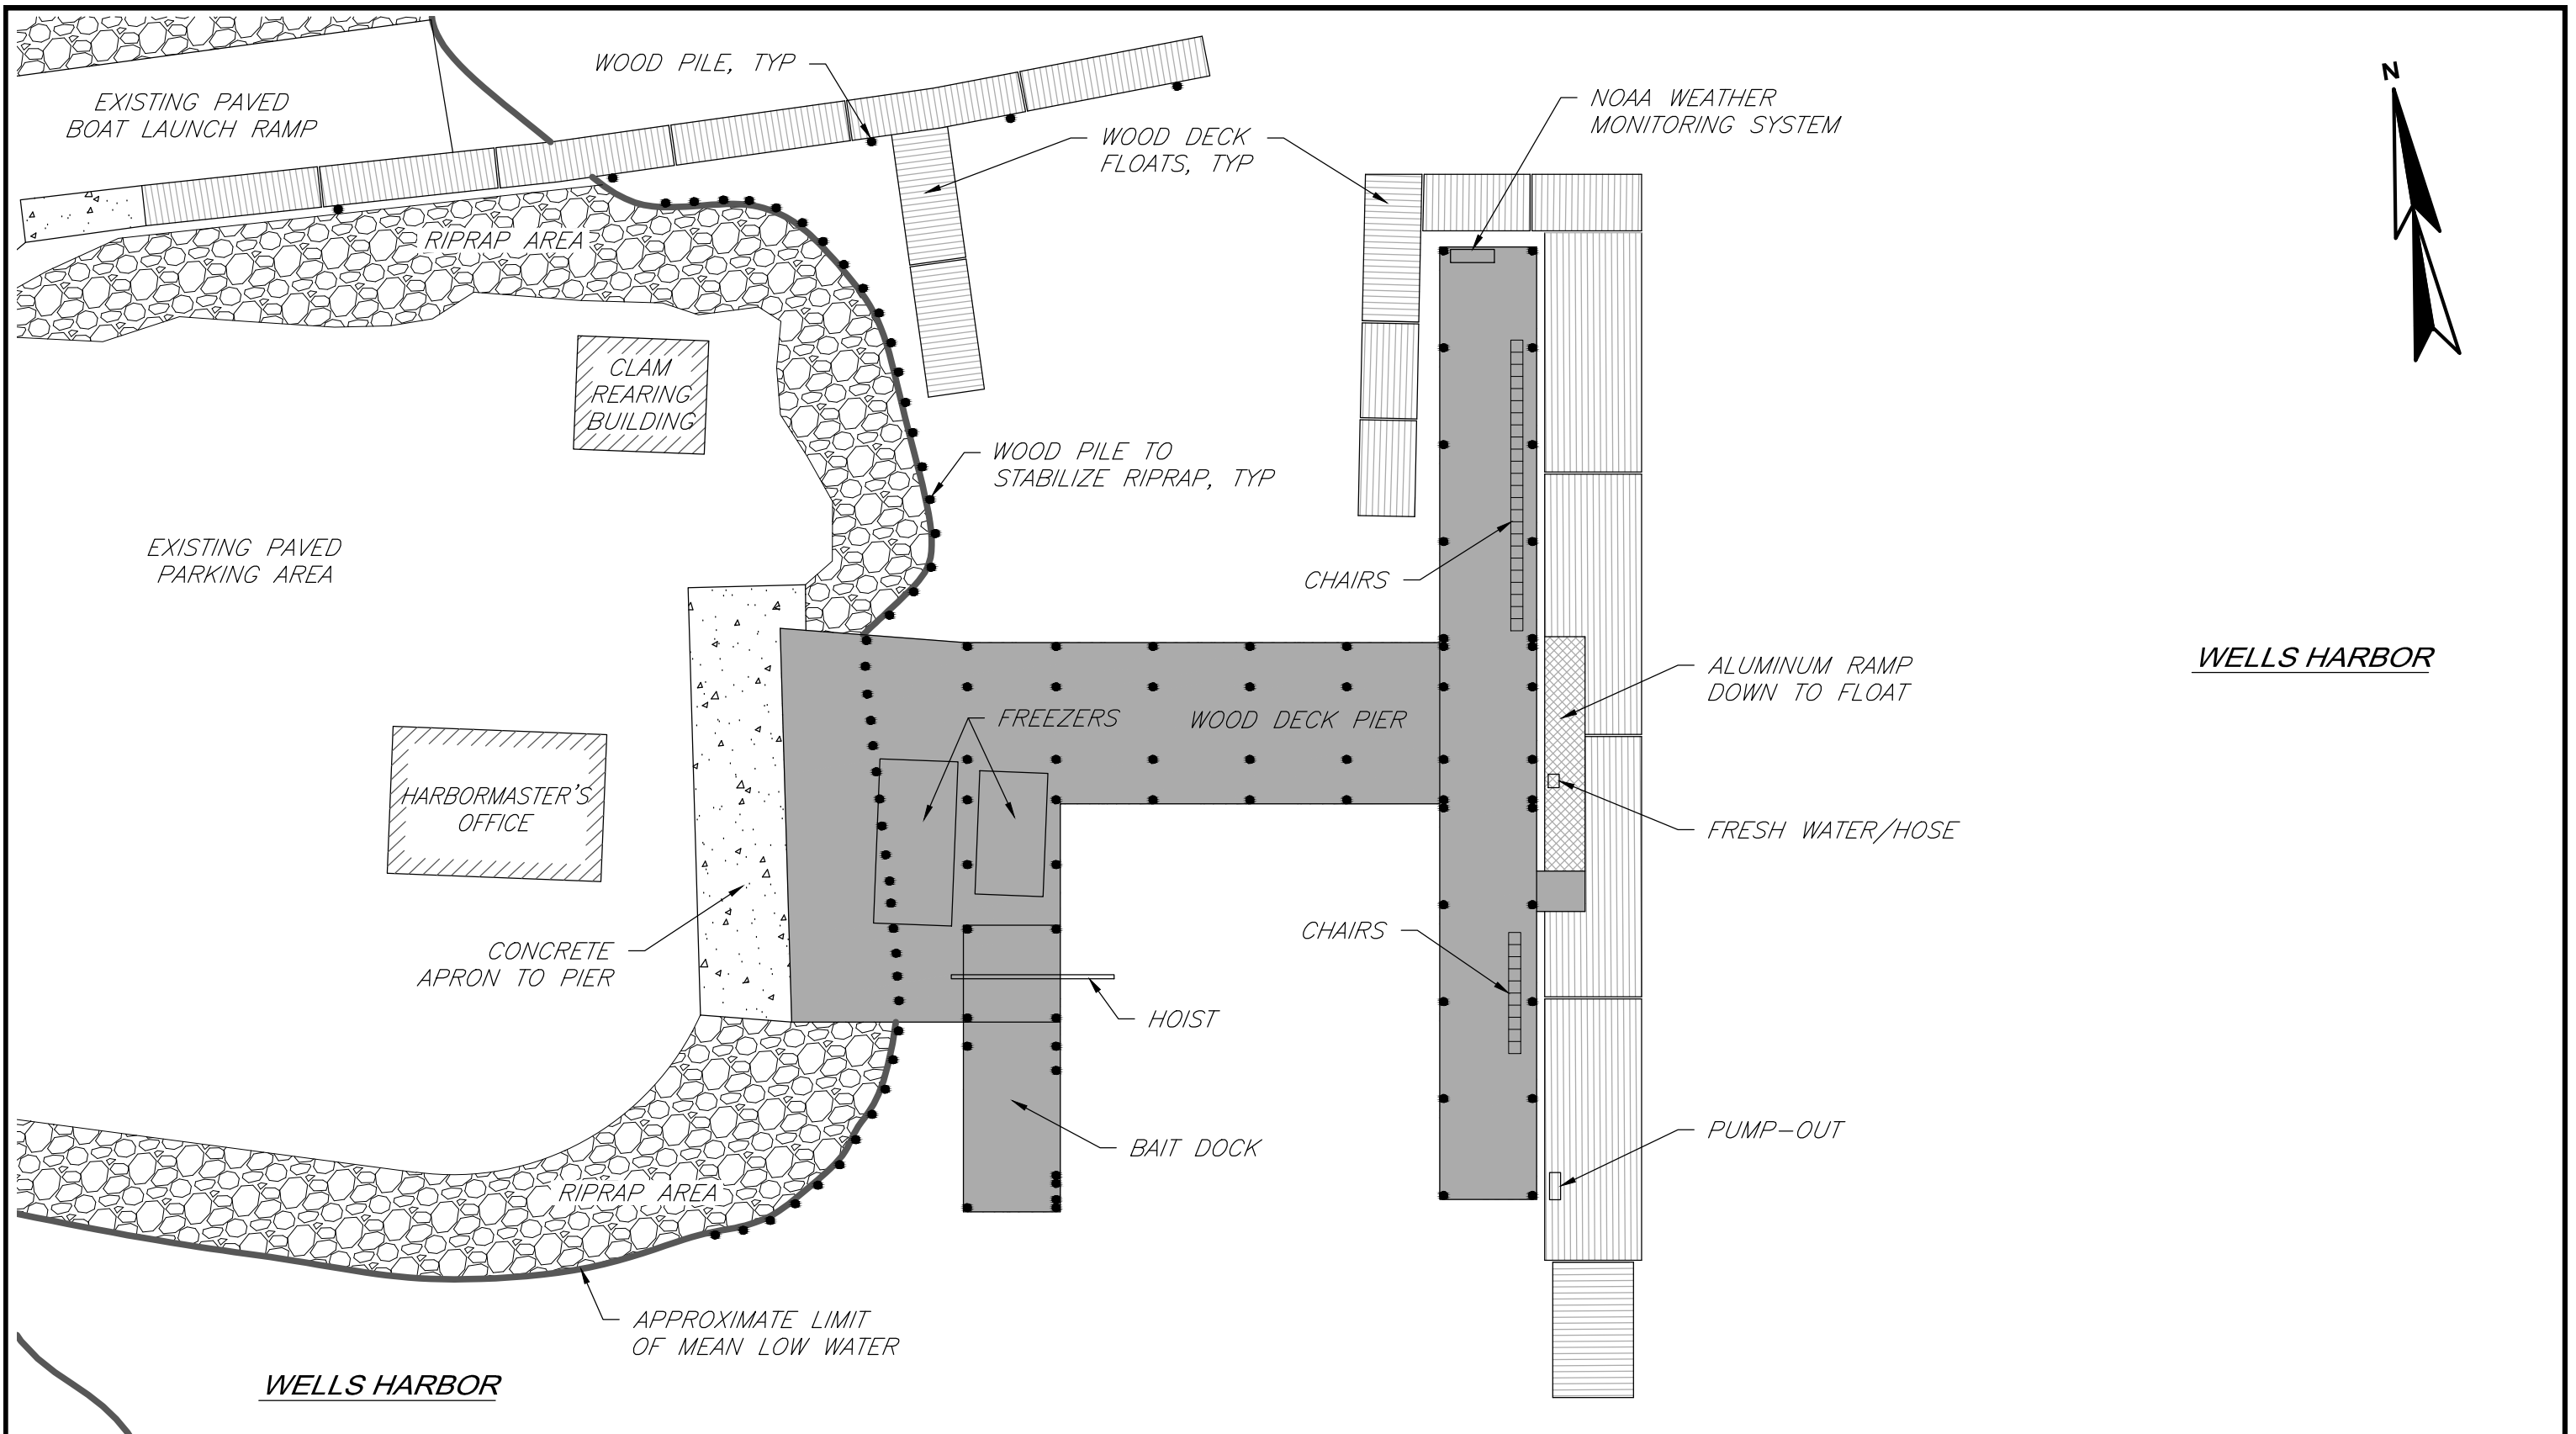 WOOD PILE, TYP
N
EXISTING PAVED
BOAT LAUNCH RAMP
NOAA WEATHER
MONITORING SYSTEM
WOOD DECK
FLOATS, TYP
RIPRAP AREA
CLAM
REARING
BUILDING
WOOD PILE TO
STABILIZE RIPRAP, TYP
EXISTING PAVED
PARKING AREA
CHAIRS
WELLS HARBOR
ALUMINUM RAMP
DOWN TO FLOAT
FREEZERS
WOOD DECK PIER
HARBORMASTER'S
OFFICE
FRESH WATER/HOSE
CONCRETE
APRON TO PIER
CHAIRS
HOIST
BAIT DOCK
PUMP-OUT
RIPRAP AREA
APPROXIMATE LIMIT
OF MEAN LOW WATER
WELLS HARBOR